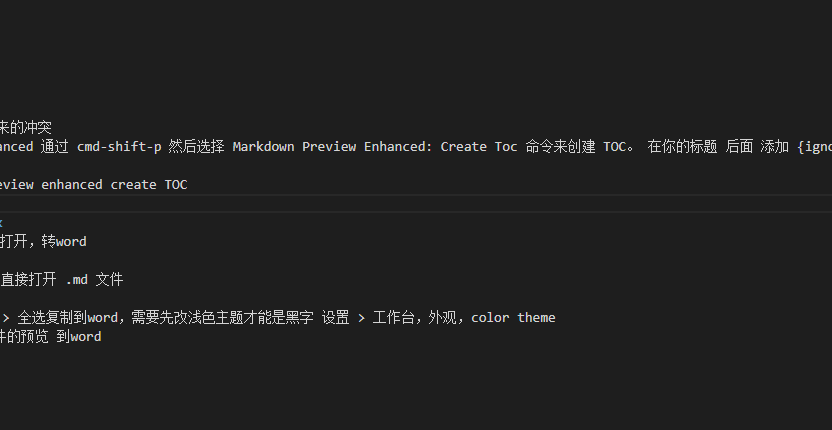 来的冲突
anced 通过 cmd-shift-p 然后选择 Markdown Preview Enhanced: Create Toc 命令来创建 TOC。 在你的标题 后面 添加 {igno
eview enhanced create TOC
打开，转word
直接打开 .md 文件
> 全选复制到word，需要先改浅色主题才能是黑字 设置 > 工作台，外观，color theme
件的预览 到word